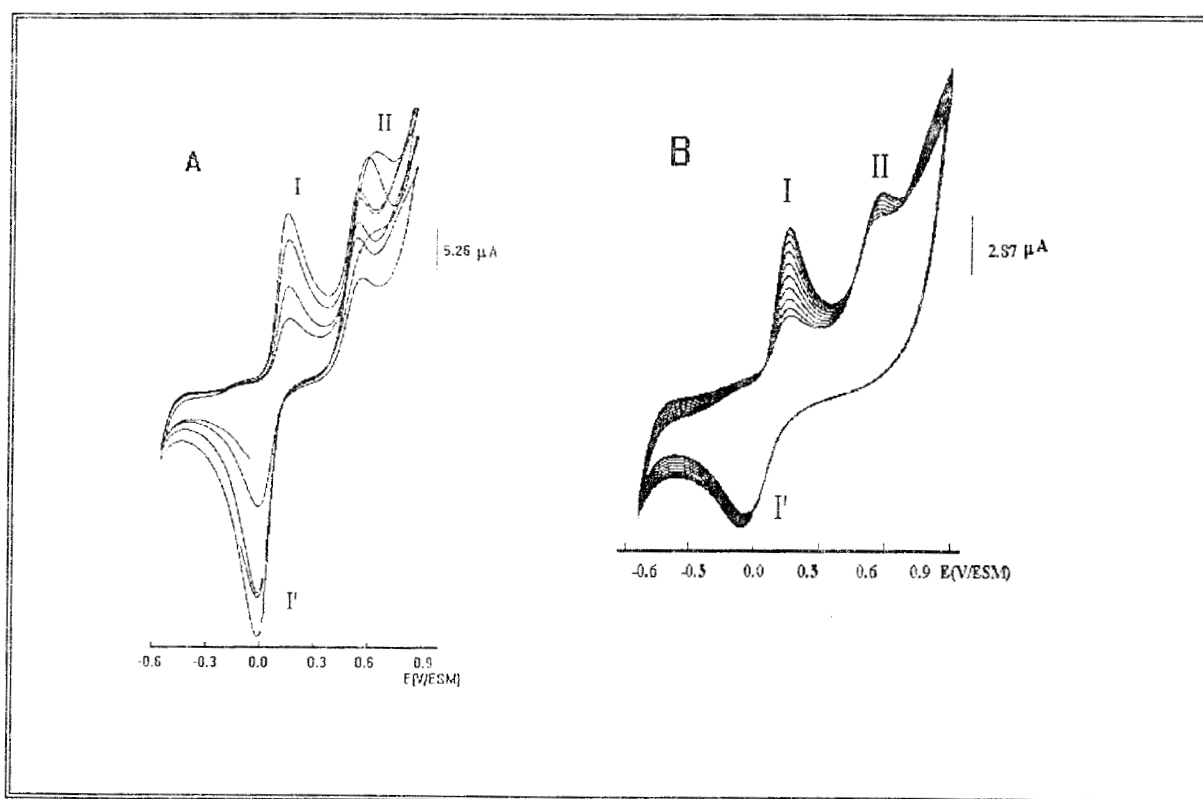 A
I
II
5.26 µA
I'
-0.6 -0.3 0.0 0.3 0.6 0.9
E(V/ESM)
B
I
II
2.87 µA
I'
-0.6 -0.3 0.0 0.3 0.6 0.9 E(V/ESM)